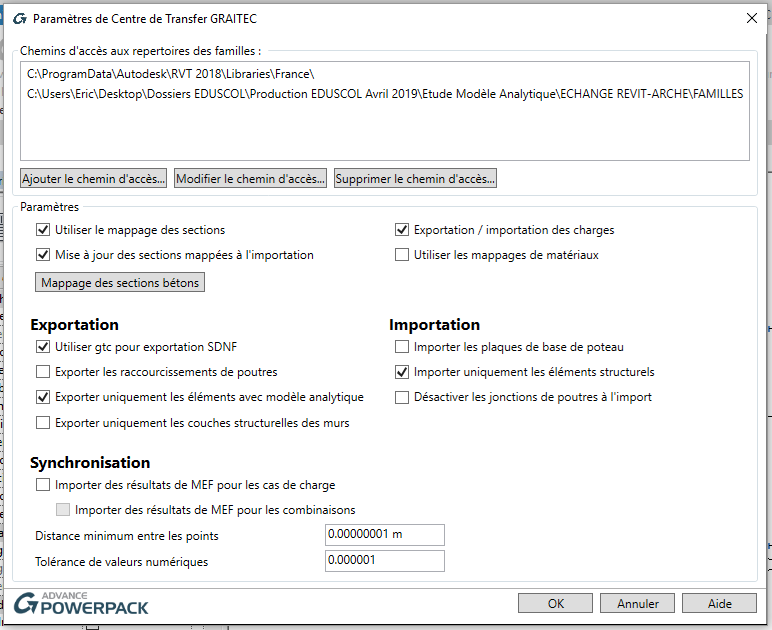 Paramètres de Centre de Transfer GRAITEC
Chemins d'accès aux repertoires des familles :
C:\ProgramData\Autodesk\RVT 2018\Libraries\France\
C:\Users\Eric\Desktop\Dossiers EDUSCOL\Production EDUSCOL Avril 2019\Etude Modèle Analytique\ECHANGE REVIT-ARCHE\FAMILLES
Ajouter le chemin d'accès... Modifier le chemin d'accès... Supprimer le chemin d'accès...
Paramètres
Utiliser le mappage des sections Exportation / importation des charges
Mise à jour des sections mappées à l'importation Utiliser les mappages de matériaux
Mappage des sections bétons
Exportation Importation
Utiliser gtc pour exportation SDNF Importer les plaques de base de poteau
Exporter les raccourcissements de poutres Importer uniquement les éléments structurels
Exporter uniquement les éléments avec modèle analytique Désactiver les jonctions de poutres à l'import
Exporter uniquement les couches structurelles des murs
Synchronisation
Importer des résultats de MEF pour les cas de charge
Importer des résultats de MEF pour les combinaisons
Distance minimum entre les points 0.00000001 m
Tolérance de valeurs numériques 0.000001
ADVANCE
POWERPACK
OK Annuler Aide